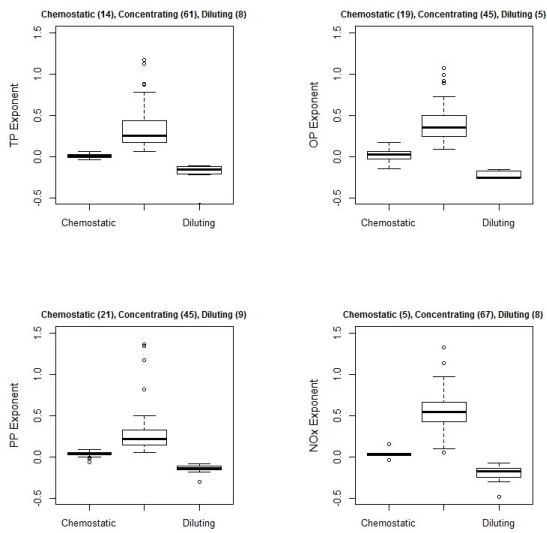 Chemostatic (14), Concentrating (61), Diluting (8)
TP Exponent
1.5
1.0
0.5
0.0
-0.5
Chemostatic
Diluting
Chemostatic (19), Concentrating (45), Diluting (5)
OP Exponent
1.5
1.0
0.5
0.0
-0.5
Chemostatic
Diluting
Chemostatic (21), Concentrating (45), Diluting (9)
PP Exponent
1.5
1.0
0.5
0.0
-0.5
Chemostatic
Diluting
Chemostatic (5), Concentrating (67), Diluting (8)
NOx Exponent
1.5
1.0
0.5
0.0
-0.5
Chemostatic
Diluting